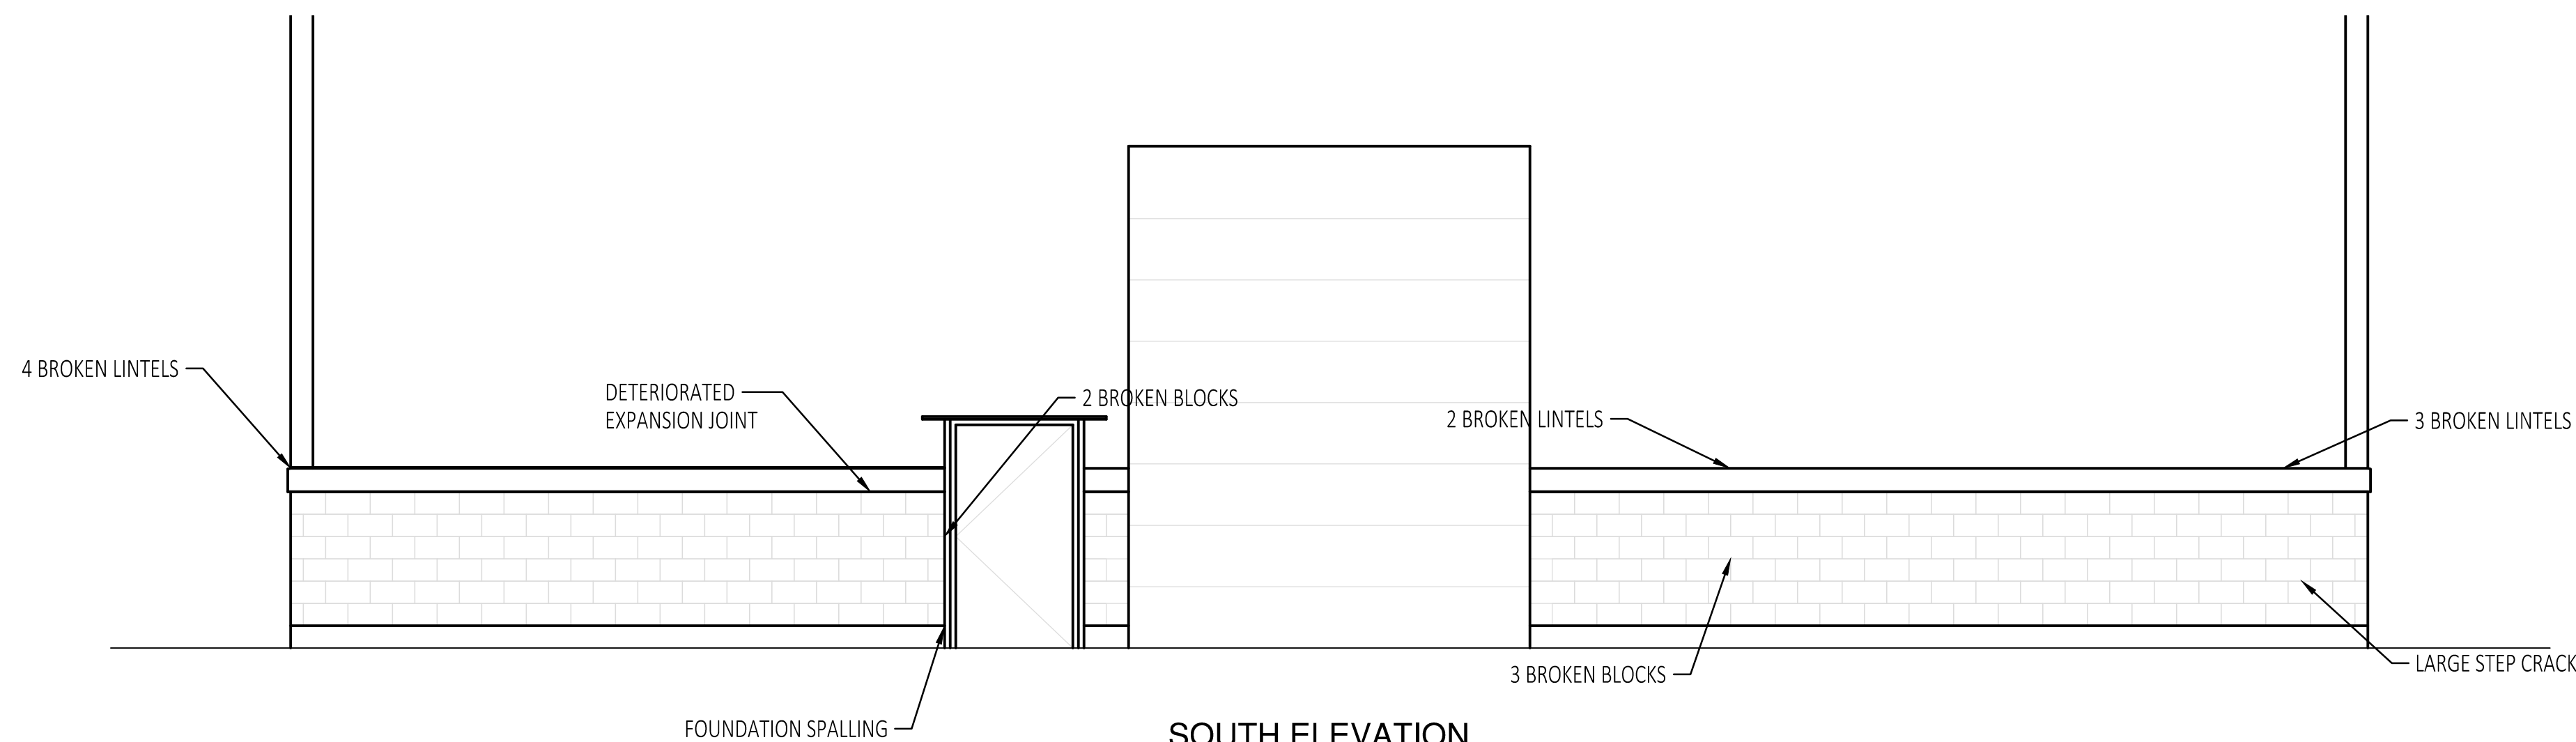 4 BROKEN LINTELS
DETERIORATED
EXPANSION JOINT
2 BROKEN BLOCKS
2 BROKEN LINTELS
3 BROKEN LINTELS
3 BROKEN BLOCKS
LARGE STEP CRACK
FOUNDATION SPALLING
SOUTH ELEVATION